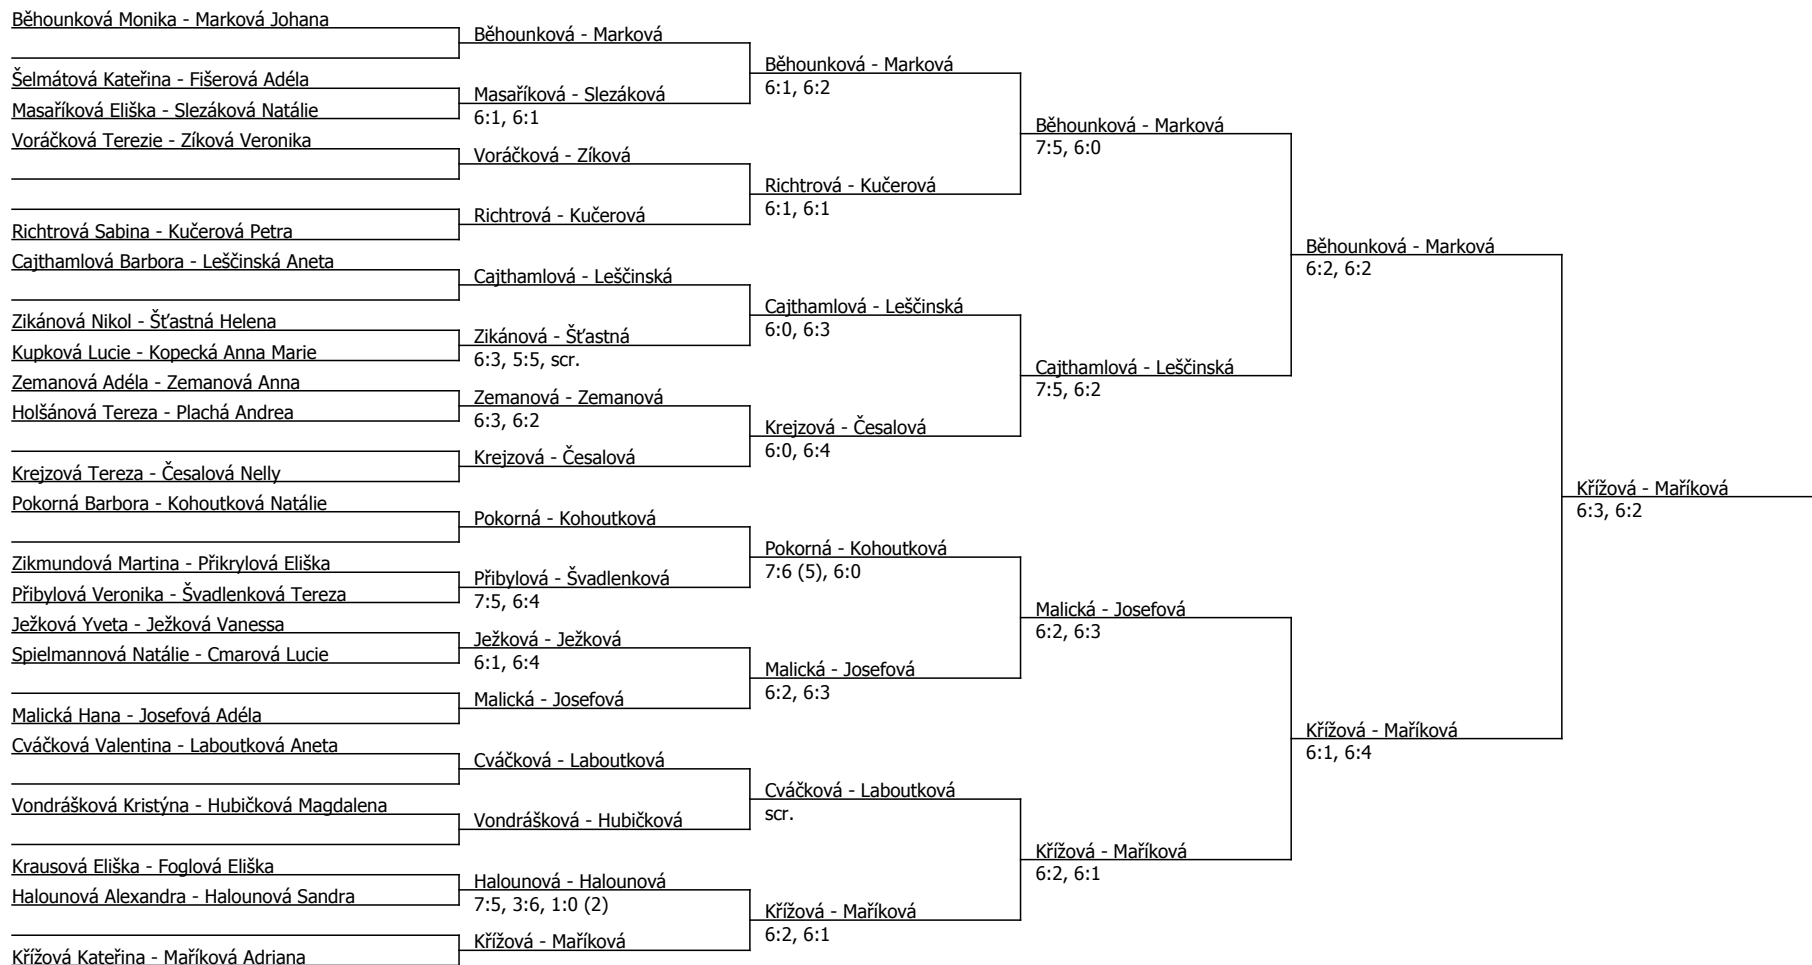 Běhounková Monika - Marková Johana
Šelmátová Kateřina - Fišerová Adéla
Masaříková Eliška - Slezáková Natálie
Voráčková Terezie - Zíková Veronika
Richtrová Sabina - Kučerová Petra
Cajthamlová Barbora - Leščinská Aneta
Zikánová Nikol - Šťastná Helena
Kupková Lucie - Kopecká Anna Marie
Zemanová Adéla - Zemanová Anna
Holšánová Tereza - Plachá Andrea
Krejzová Tereza - Česalová Nelly
Pokorná Barbora - Kohoutková Natálie
Zikmundová Martina - Přikrylová Eliška
Přibylová Veronika - Švadlenková Tereza
Ježková Yveta - Ježková Vanessa
Spielmannová Natálie - Cmarová Lucie
Malická Hana - Josefová Adéla
Cváčková Valentina - Laboutková Aneta
Vondrášková Kristýna - Hubičková Magdalena
Krausová Eliška - Foglová Eliška
Halounová Alexandra - Halounová Sandra
Křížová Kateřina - Maříková Adriana
Běhounková - Marková
Masaříková - Slezáková
6:1, 6:1
Voráčková - Zíková
Richtrová - Kučerová
Cajthamlová - Leščinská
Zikánová - Šťastná
6:3, 5:5, scr.
Zemanová - Zemanová
6:3, 6:2
Krejzová - Česalová
Pokorná - Kohoutková
Přibylová - Švadlenková
7:5, 6:4
Ježková - Ježková
6:1, 6:4
Malická - Josefová
Cváčková - Laboutková
Vondrášková - Hubičková
Halounová - Halounová
7:5, 3:6, 1:0 (2)
Křížová - Maříková
Běhounková - Marková
6:1, 6:2
Richtrová - Kučerová
6:1, 6:1
Cajthamlová - Leščinská
6:0, 6:3
Krejzová - Česalová
6:0, 6:4
Pokorná - Kohoutková
7:6 (5), 6:0
Malická - Josefová
6:2, 6:3
Cváčková - Laboutková
scr.
Křížová - Maříková
6:2, 6:1
Běhounková - Marková
7:5, 6:0
Cajthamlová - Leščinská
7:5, 6:2
Malická - Josefová
6:2, 6:3
Křížová - Maříková
6:2, 6:1
Běhounková - Marková
6:2, 6:2
Křížová - Maříková
6:1, 6:4
Křížová - Maříková
6:3, 6:2